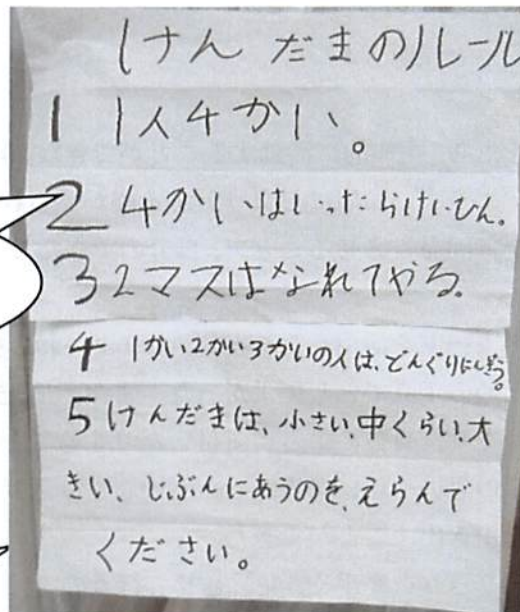 けんだまのルール
1 1人4かい。
2 4かいはいったらけいひん。
3 2マスはなれてやる。
4 1かい2かい3かいの人は、どんぐりに
5 けんだまは、小さい、中くらい、大
きい、じぶんにあうのを、えらんで
ください。